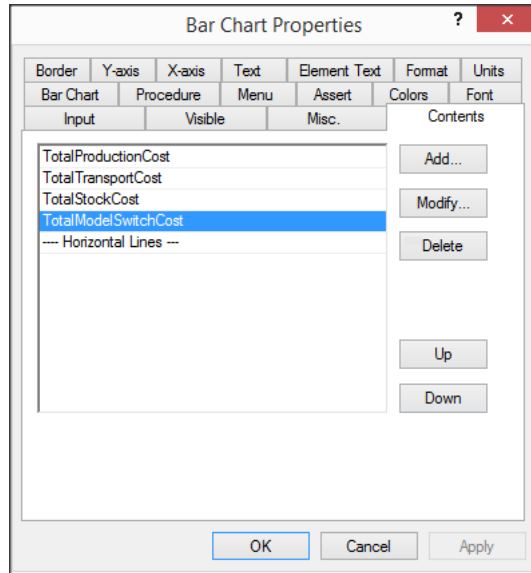 Bar Chart Properties ?
Border Y-axis X-axis Text Element Text Format Units
Bar Chart Procedure Menu Assert Colors Font
Input Visible Misc. Contents
TotalProductionCost
TotalTransportCost
TotalStockCost
TotalModelSwitchCost
---- Horizontal Lines ---
Add...
Modify...
Delete
Up
Down
OK Cancel Apply